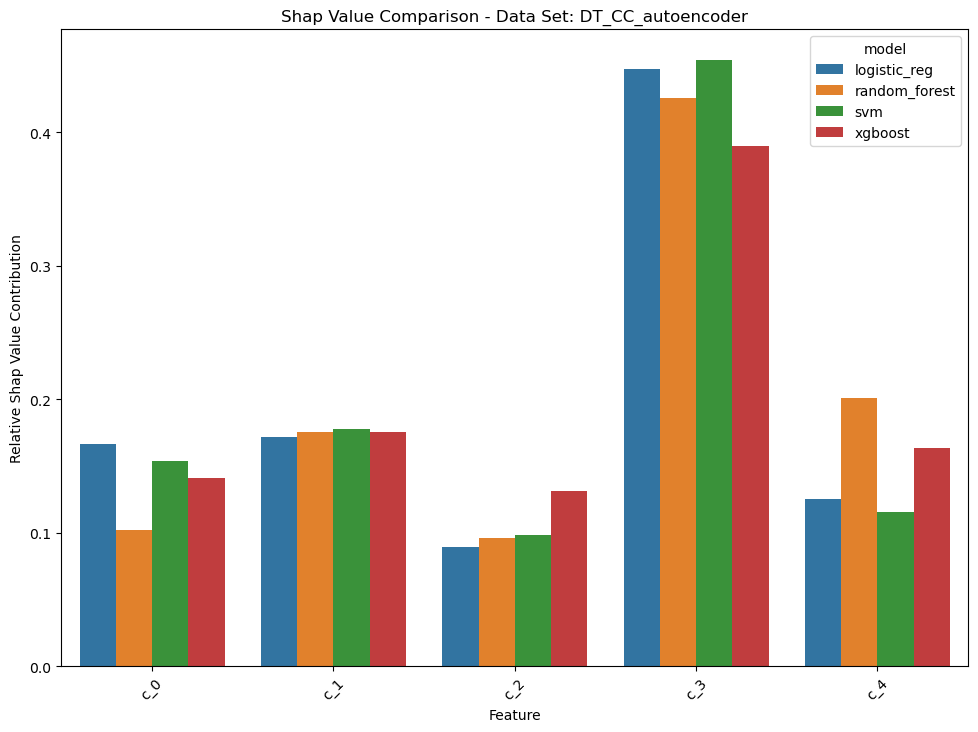 Shap Value Comparison - Data Set: DT_CC_autoencoder
model
logistic_reg
random_forest
svm
xgboost
Relative Shap Value Contribution
0.4
0.3
0.2
0.1
0.0
c_0
c_1
c_2
c_3
c_4
Feature